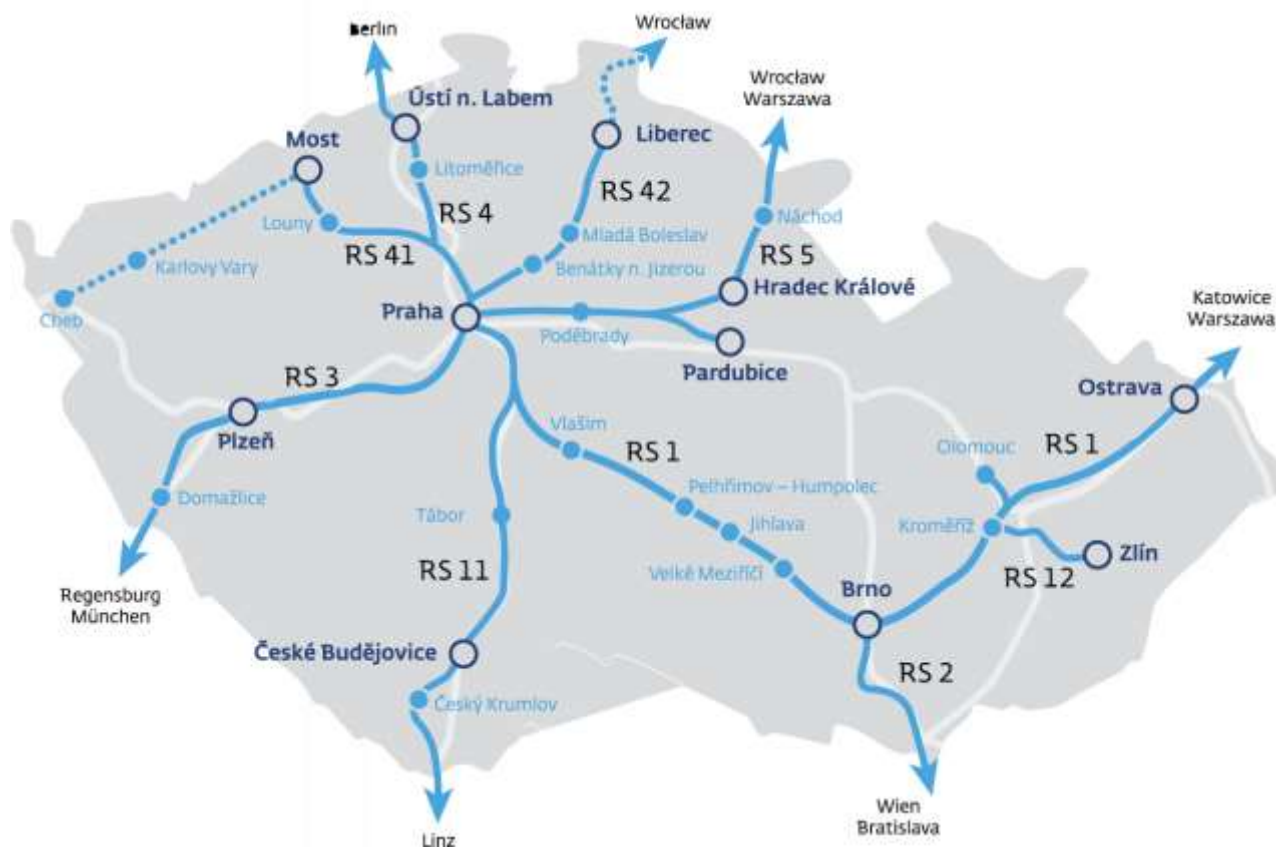 Berlin
Wrocław
Wrocław
Warszawa
Ústí n. Labem
Most
Liberec
Litoměřice
RS 42
RS 4
Louny
Náchod
Mladá Boleslav
RS 41
RS 5
Karlovy Vary
Benátky n. Jizerou
Hradec Králové
Cheb
Praha
Poděbrady
Katowice
Warszawa
Pardubice
RS 3
Ostrava
Plzeň
Vlašim
RS 1
RS 1
Olomouc
Pelhřimov – Humpolec
Domažlice
Tábor
Jihlava
Kroměříž
Zlín
RS 11
Velké Meziříčí
RS 12
Regensburg
München
Brno
České Budějovice
RS 2
Český Krumlov
Wien
Bratislava
Linz